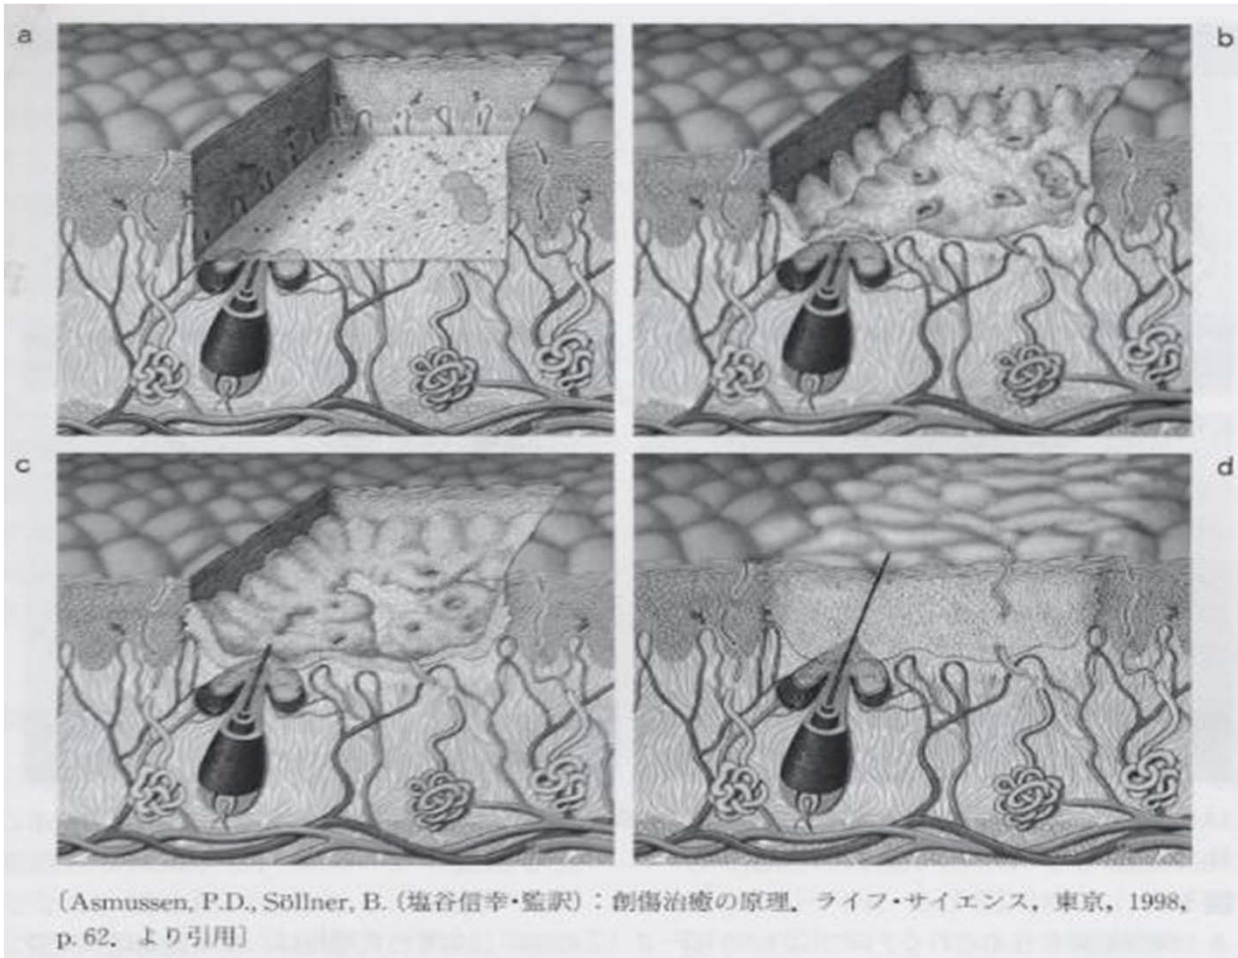 a
b
c
d
〔Asmussen, P.D., Söllner, B.（塩谷信幸・監訳）：創傷治癒の原理．ライフ・サイエンス，東京，1998，
p. 62．より引用〕